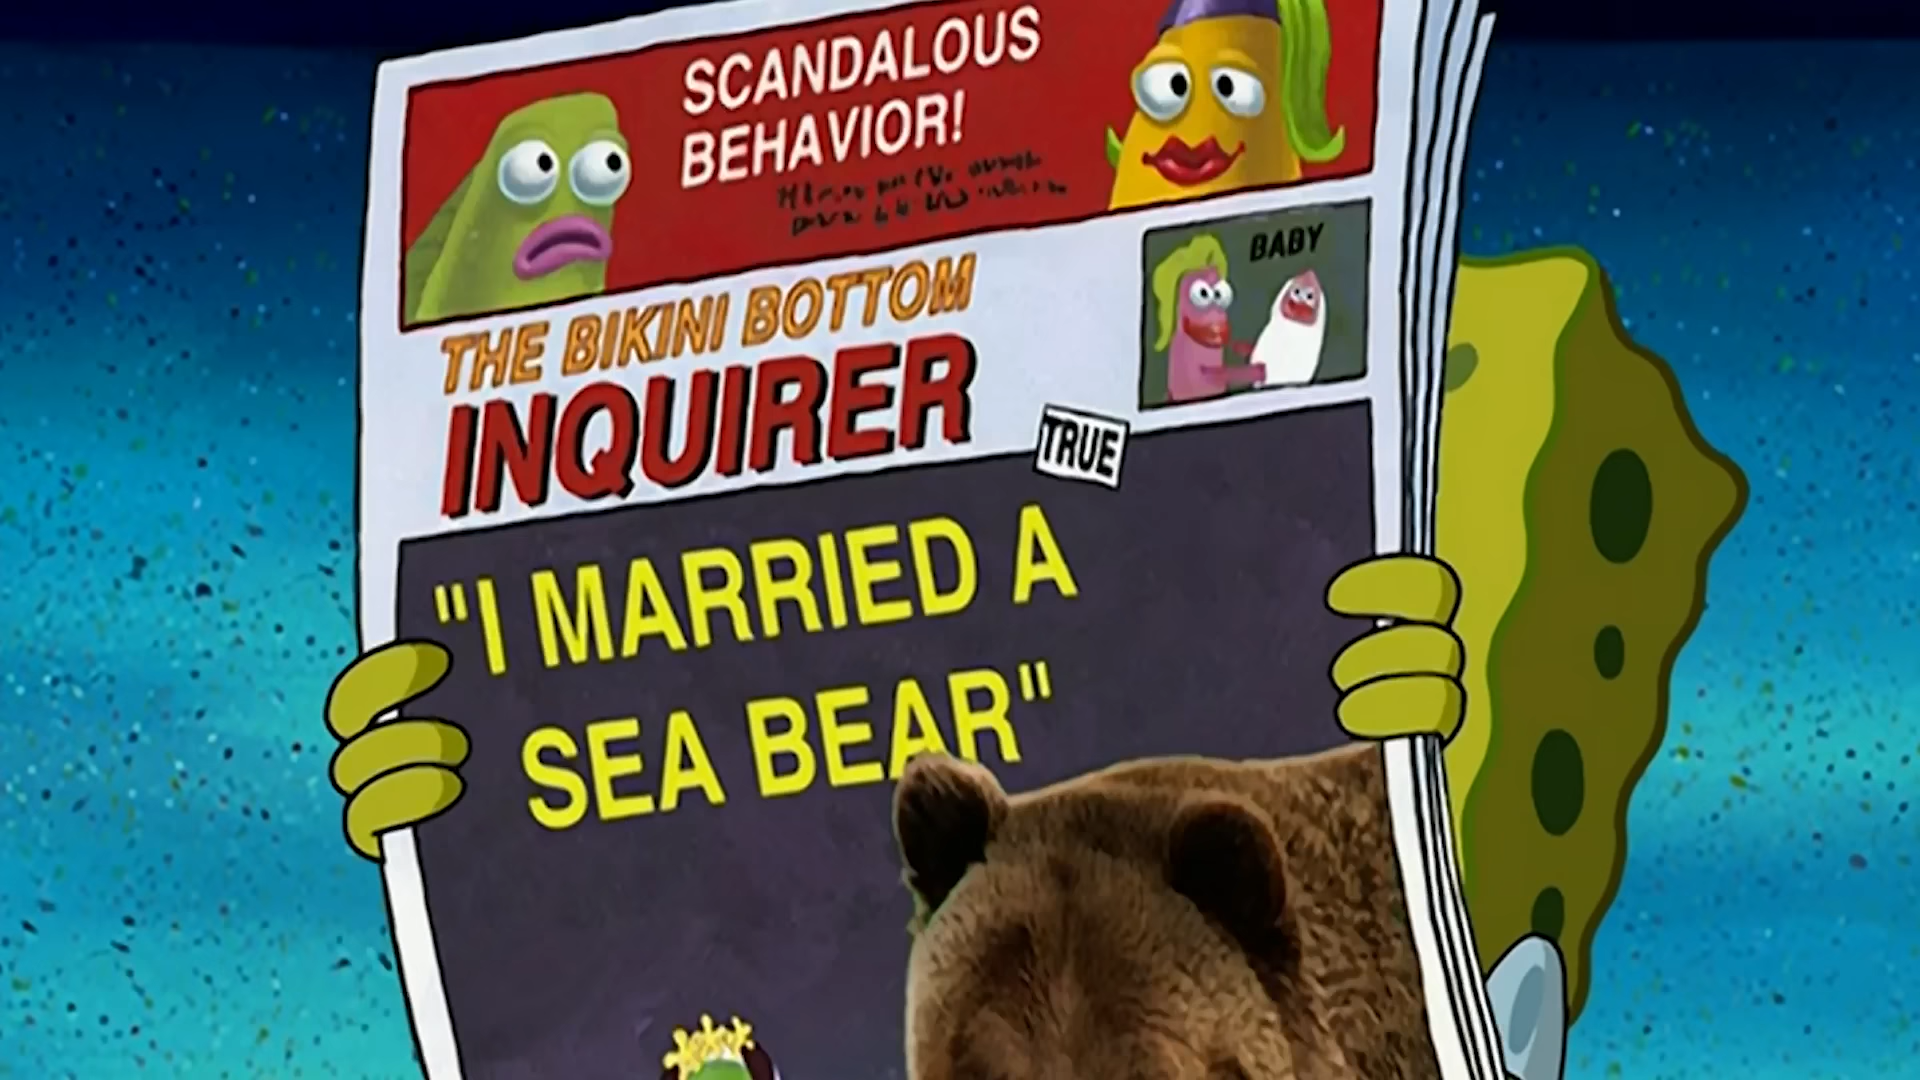 SCANDALOUS
BEHAVIOR!
THE BIKINI BOTTOM
INQUIRER
BABY
TRUE
"I MARRIED A
SEA BEAR"